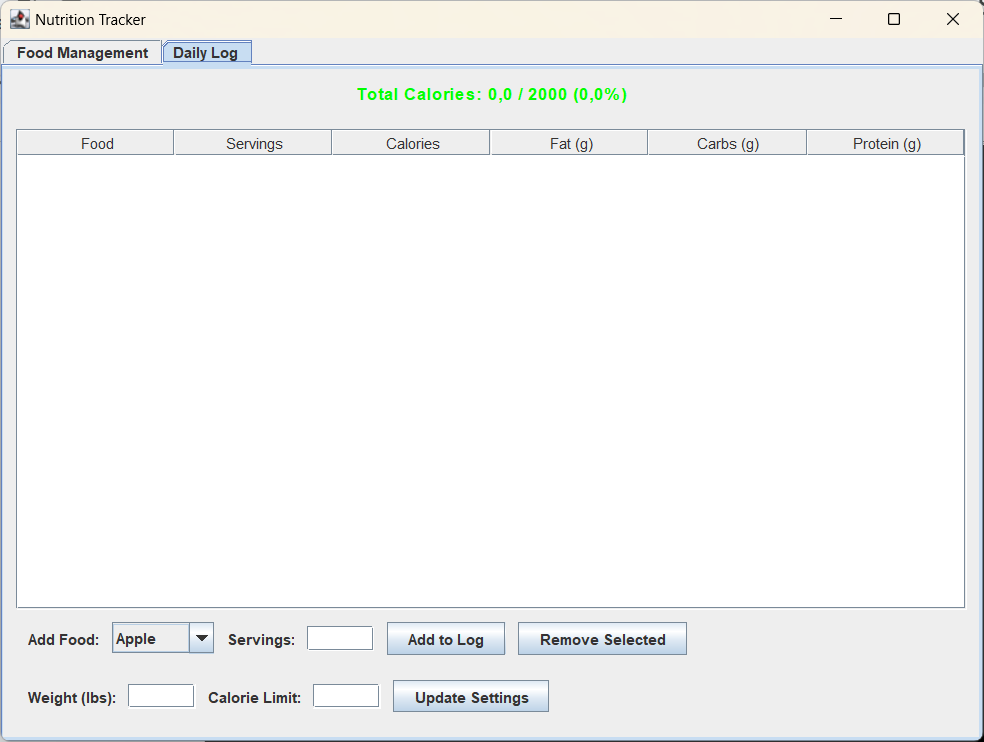 Nutrition Tracker
Food Management Daily Log
Total Calories: 0,0 / 2000 (0,0%)
Food Servings Calories Fat (g) Carbs (g) Protein (g)
Add Food: Apple Servings: Add to Log Remove Selected
Weight (lbs): Calorie Limit: Update Settings